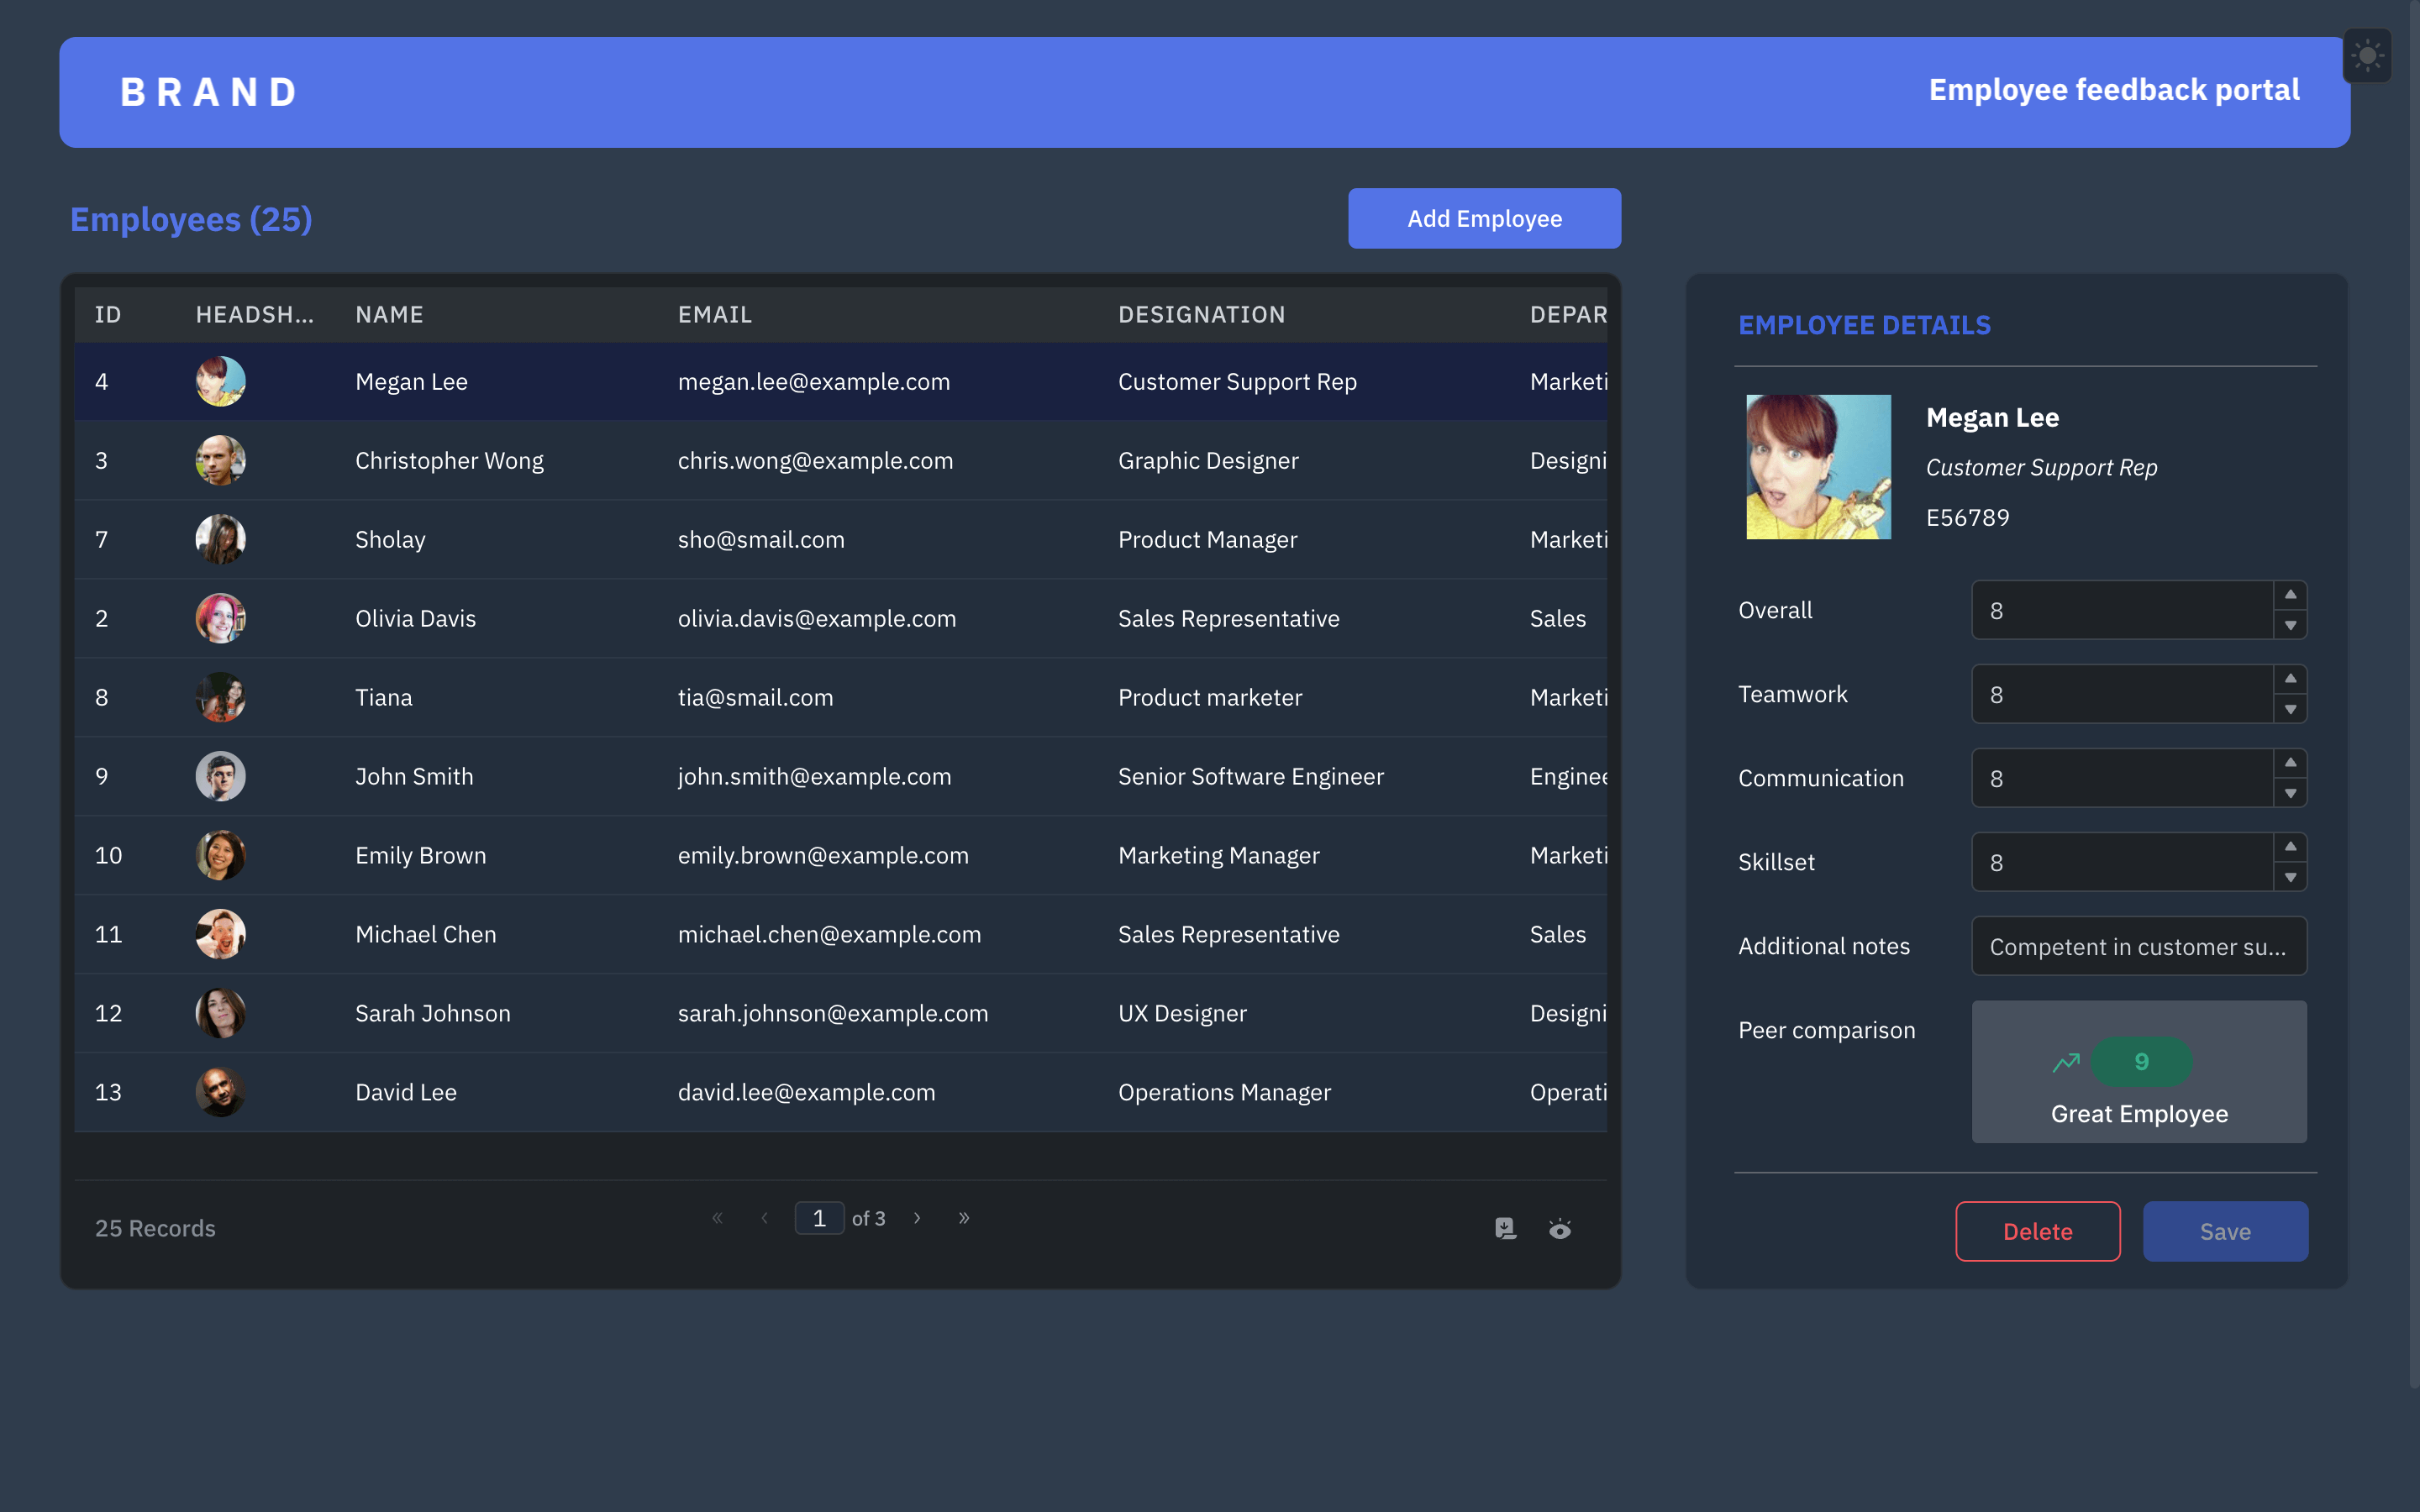 BRAND
Employee feedback portal
Employees (25)
Add Employee
ID HEADSH... NAME EMAIL DESIGNATION DEPAR
4 Megan Lee megan.lee@example.com Customer Support Rep Marketi
3 Christopher Wong chris.wong@example.com Graphic Designer Designi
7 Sholay sho@smail.com Product Manager Marketi
2 Olivia Davis olivia.davis@example.com Sales Representative Sales
8 Tiana tia@smail.com Product marketer Marketi
9 John Smith john.smith@example.com Senior Software Engineer Enginee
10 Emily Brown emily.brown@example.com Marketing Manager Marketi
11 Michael Chen michael.chen@example.com Sales Representative Sales
12 Sarah Johnson sarah.johnson@example.com UX Designer Designi
13 David Lee david.lee@example.com Operations Manager Operati
25 Records
« ‹ 1 of 3 › »
EMPLOYEE DETAILS
Megan Lee
Customer Support Rep
E56789
Overall 8
Teamwork 8
Communication 8
Skillset 8
Additional notes Competent in customer su...
Peer comparison
9
Great Employee
Delete Save